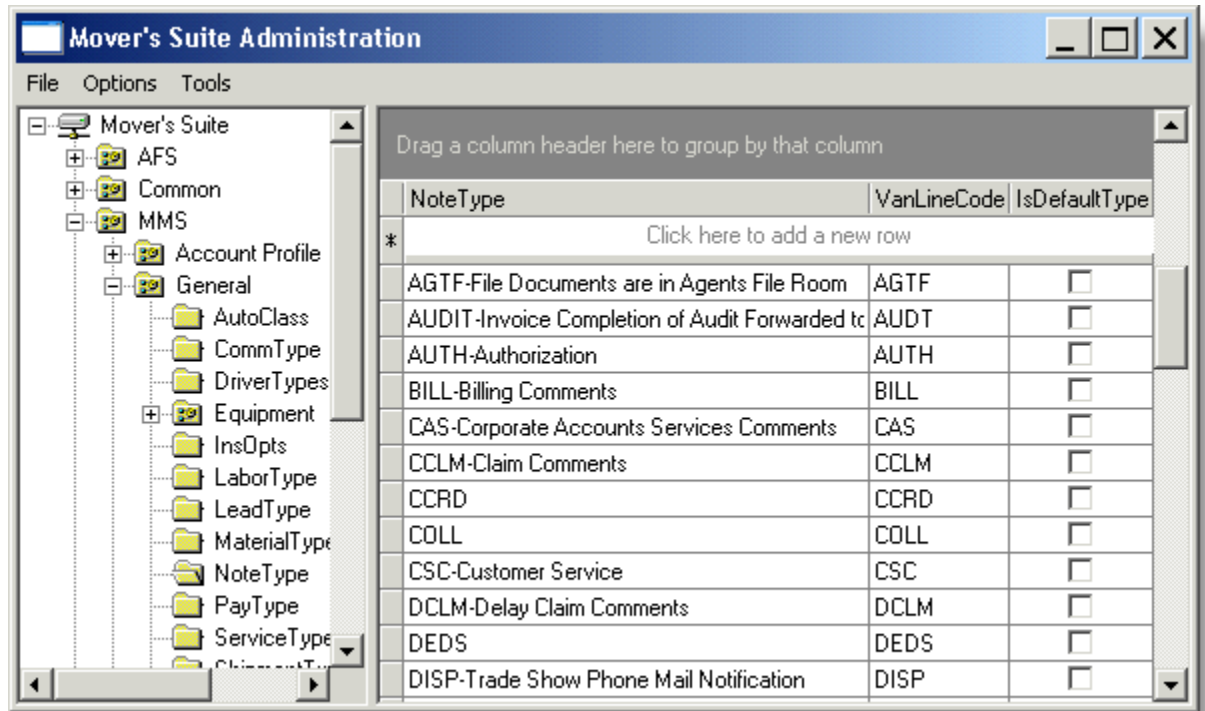 Mover's Suite Administration
File Options Tools
Mover's Suite
AFS
Common
MMS
Account Profile
General
AutoClass
CommType
DriverTypes
Equipment
InsOpts
LaborType
LeadType
MaterialType
NoteType
PayType
ServiceType
Drag a column header here to group by that column
NoteType VanLineCode IsDefaultType
* Click here to add a new row
AGTF-File Documents are in Agents File Room AGTF
AUDIT-Invoice Completion of Audit Forwarded to AUDT
AUTH-Authorization AUTH
BILL-Billing Comments BILL
CAS-Corporate Accounts Services Comments CAS
CCLM-Claim Comments CCLM
CCRD CCRD
COLL COLL
CSC-Customer Service CSC
DCLM-Delay Claim Comments DCLM
DEDS DEDS
DISP-Trade Show Phone Mail Notification DISP